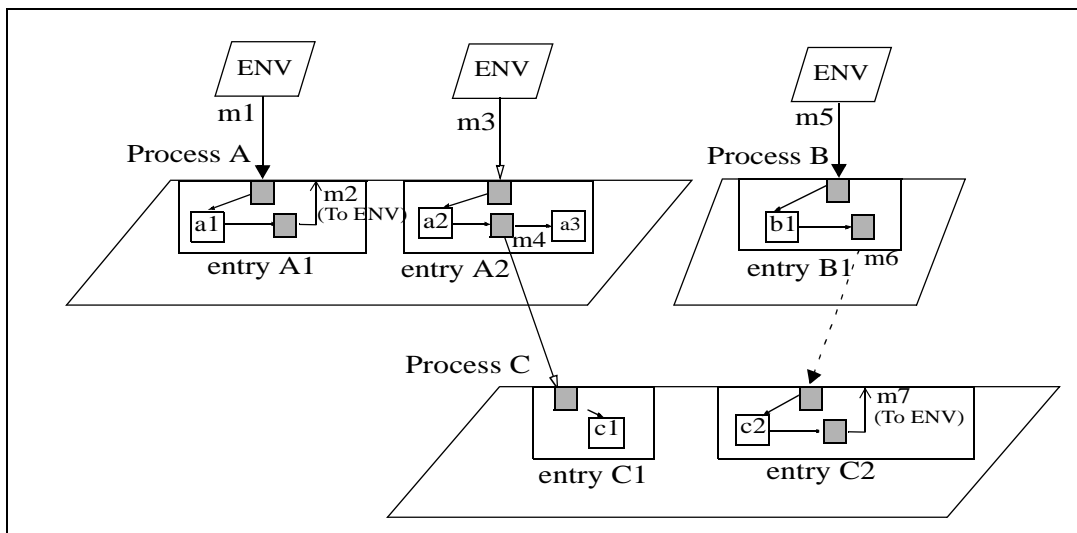 ENV
ENV
ENV
m1
m3
m5
Process A
Process B
m2
(To ENV)
a1
a2
m4
a3
b1
entry A1
entry A2
entry B1
m6
Process C
m7
(To ENV)
c1
c2
entry C1
entry C2